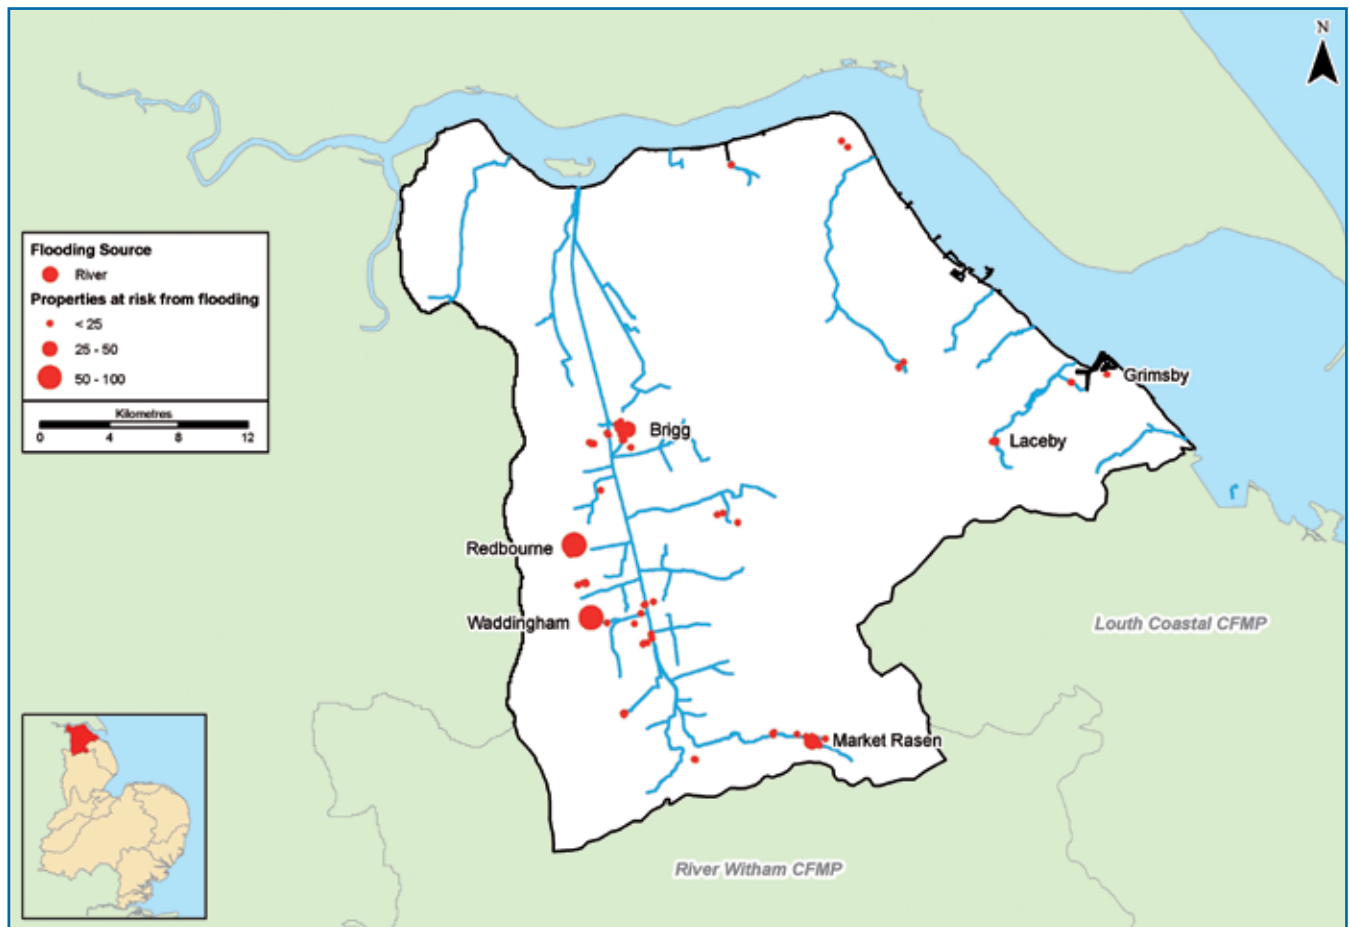 N
Flooding Source
River
Properties at risk from flooding
< 25
25 - 50
50 - 100
Kilometres
0 4 8 12
Grimsby
Brigg
Laceby
Redbourne
Waddingham
Louth Coastal CFMP
Market Rasen
River Witham CFMP